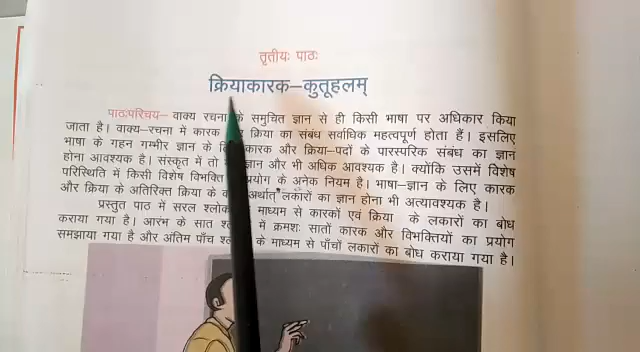 तृतीयः पाठः
क्रियाकारक–कुतूहलम्
पाठःपरिचय– वाक्य रचना के समुचित ज्ञान से ही किसी भाषा पर अधिकार किया
जाता है। वाक्य–रचना में कारक क्रिया का संबंध सर्वाधिक महत्वपूर्ण होता हैं। इसलिए
भाषा के गहन गम्भीर ज्ञान के कारक और क्रिया–पदों के पारस्परिक संबंध का ज्ञान
होना आवश्यक है। संस्कृत में तो ज्ञान और भी अधिक आवश्यक है। क्योंकि उसमें विशेष
परिस्थिति में किसी विशेष विभक्ति प्रयोग के अनेक नियम है। भाषा–ज्ञान के लिए कारक
और क्रिया के अतिरिक्त क्रिया के अर्थात् लकारों का ज्ञान होना भी अत्यावश्यक है।
प्रस्तुत पाठ में सरल श्लोक माध्यम से कारकों एवं क्रिया के लकारों का बोध
कराया गया है। आरंभ के सात में क्रमशः सातों कारक और विभक्तियों का प्रयोग
समझाया गया है और अंतिम पाँच के माध्यम से पाँचों लकारों का बोध कराया गया है।